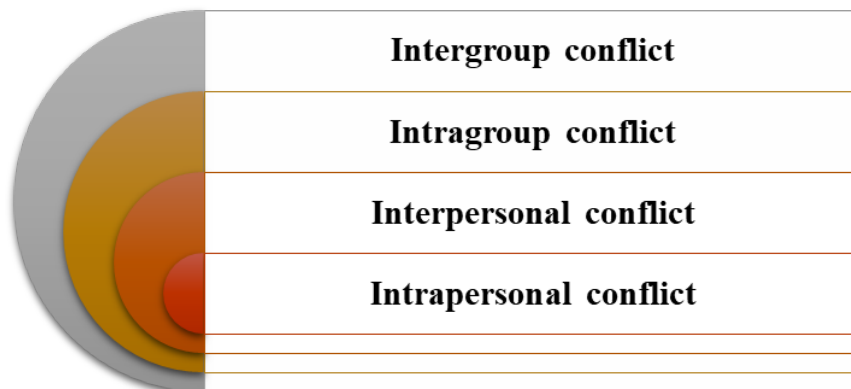 Intergroup conflict
Intragroup conflict
Interpersonal conflict
Intrapersonal conflict